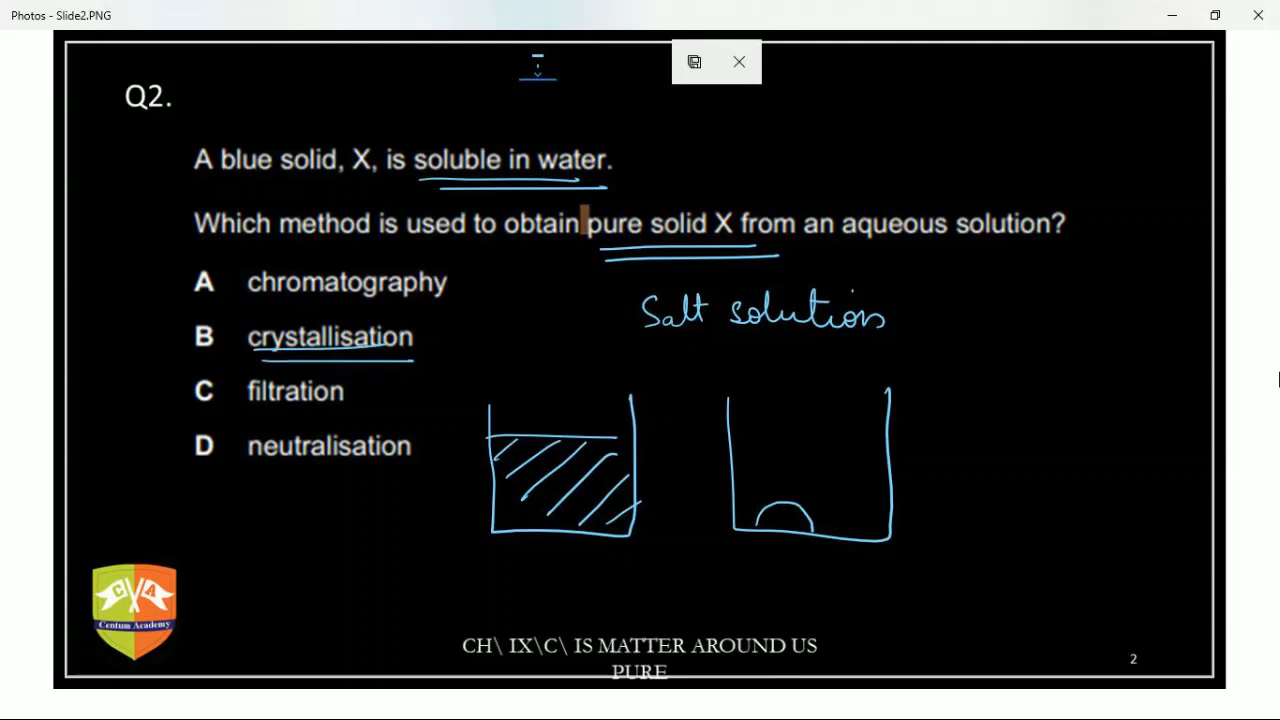 Photos - Slide2.PNG
Q2.
A blue solid, X, is soluble in water.
Which method is used to obtain pure solid X from an aqueous solution?
A chromatography
Salt solution
B crystallisation
C filtration
D neutralisation
C A
Centum Academy
CH\ IX\C\ IS MATTER AROUND US
PURE
2